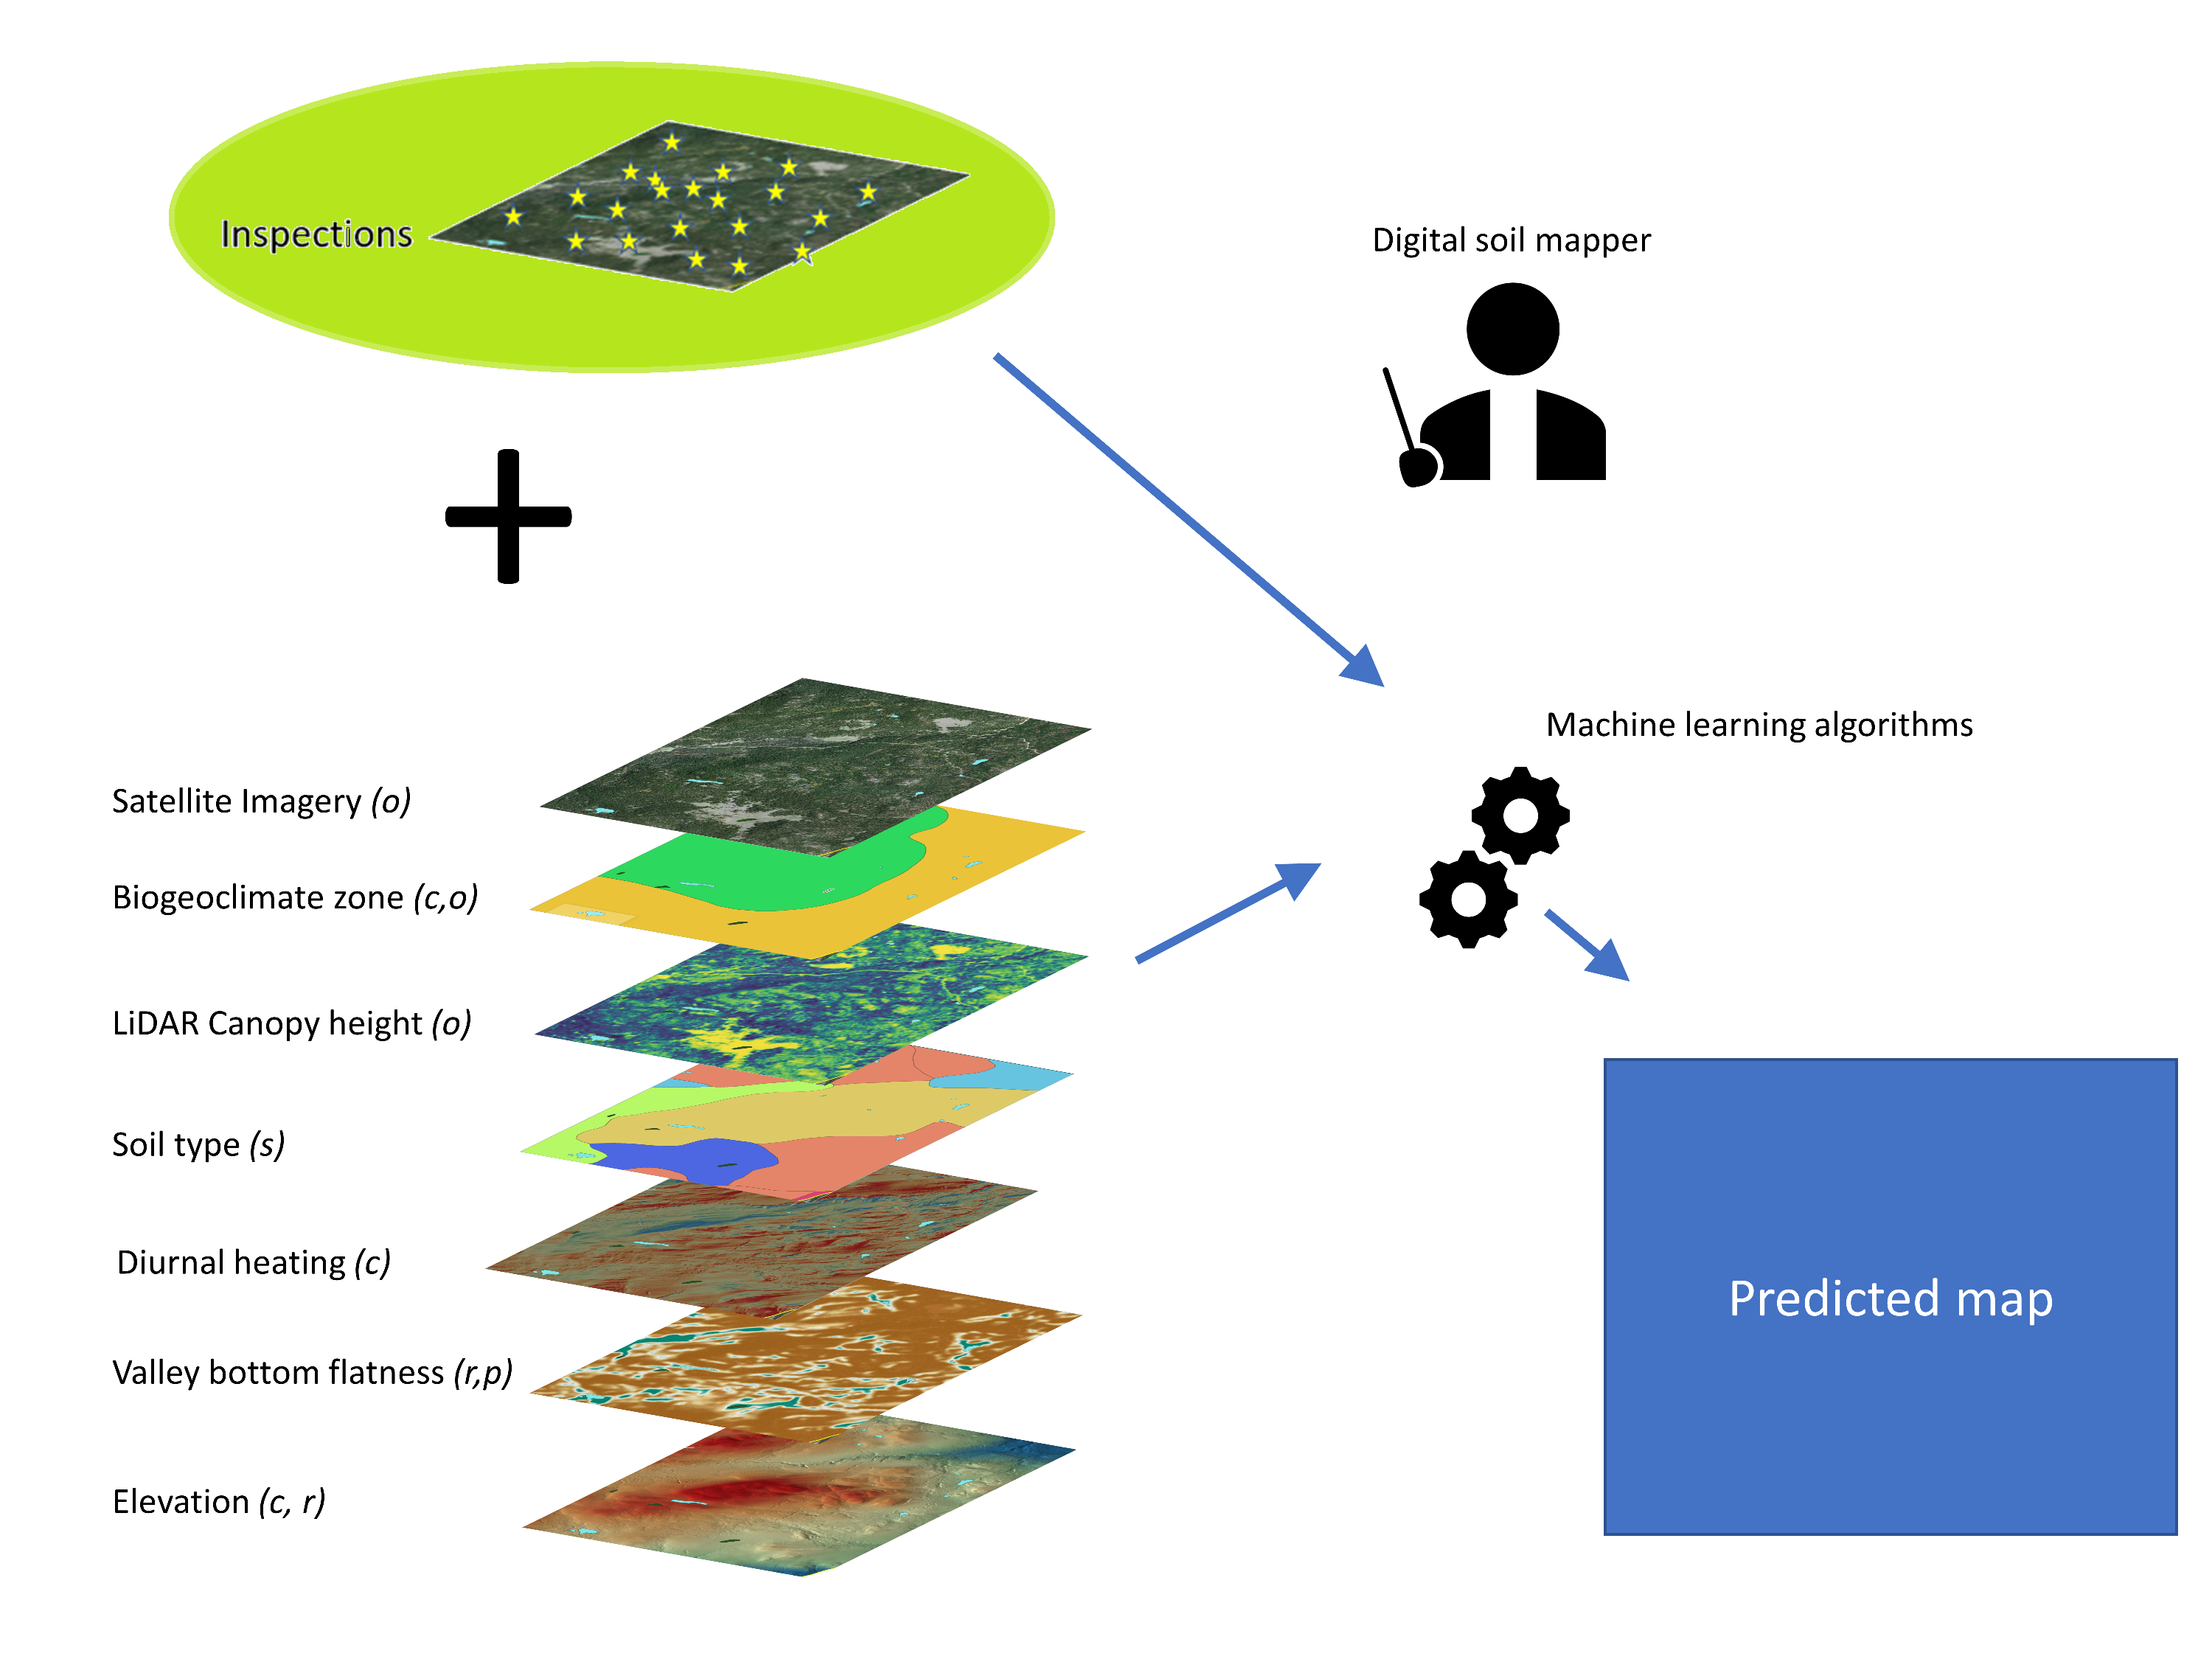 Inspections
Digital soil mapper
Machine learning algorithms
Satellite Imagery (o)
Biogeoclimate zone (c,o)
LiDAR Canopy height (o)
Soil type (s)
Diurnal heating (c)
Valley bottom flatness (r,p)
Elevation (c, r)
Predicted map